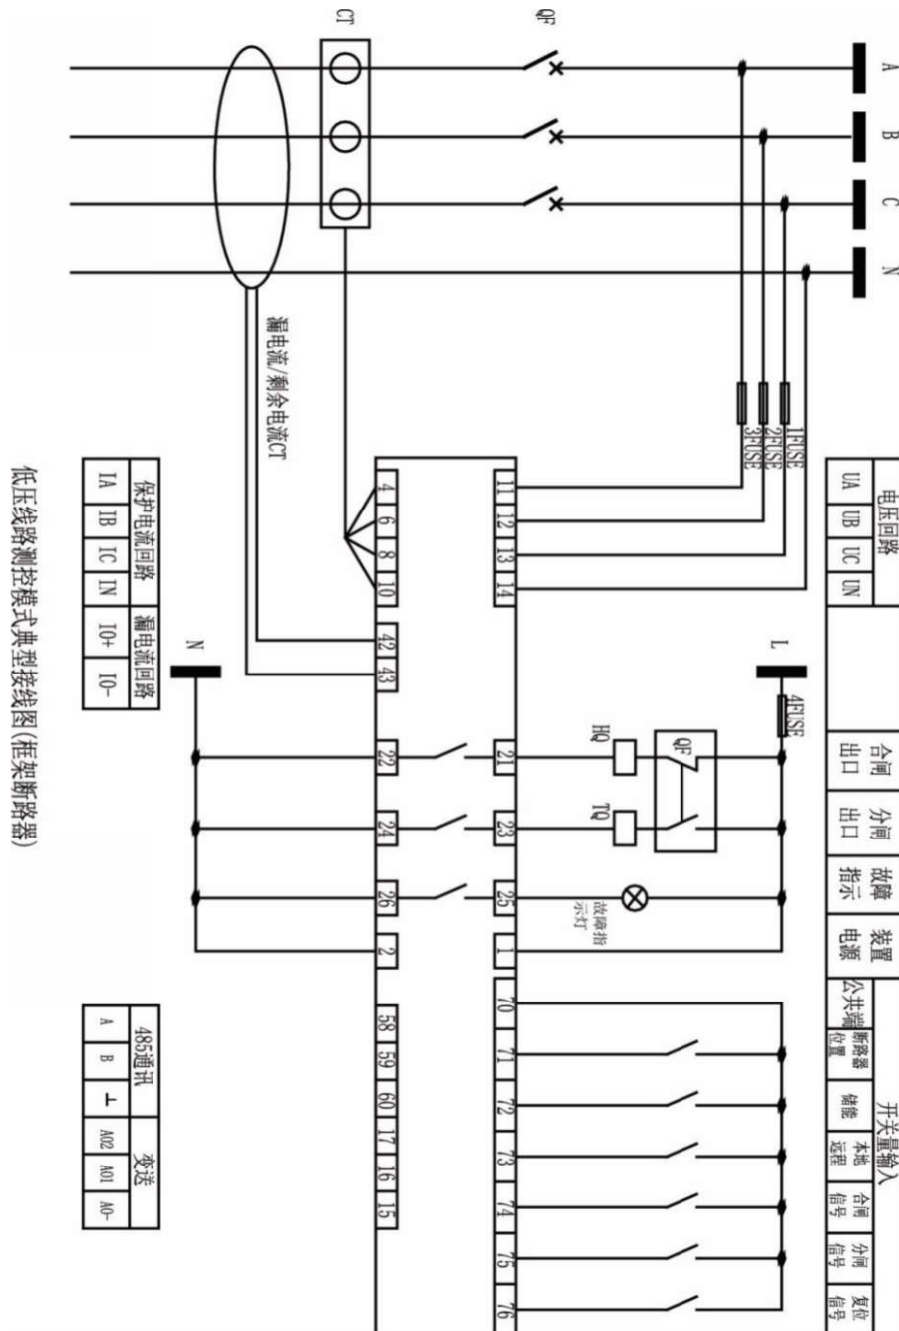 A
B
C
N
QF
CT
1FUSE
2FUSE
3FUSE
漏电流/剩余电流CT
电压回路
UA
UB
UC
UN
合闸
出口
分闸
出口
故障
指示
装置
电源
公共端
开关量输入
断路器
位置
储能
本地
远程
合闸
信号
分闸
信号
复位
信号
L
4FUSE
QF
HQ
TQ
故障指
示灯
11
12
13
14
21
23
25
1
70
71
72
73
74
75
76
4
6
8
10
42
43
22
24
26
2
58
59
60
17
16
15
N
保护电流回路
漏电流回路
IA
IB
IC
IN
IO+
IO-
485通讯
变送
A
B
⊥
AO2
AO1
AO-
低压线路测控模式典型接线图(框架断路器)